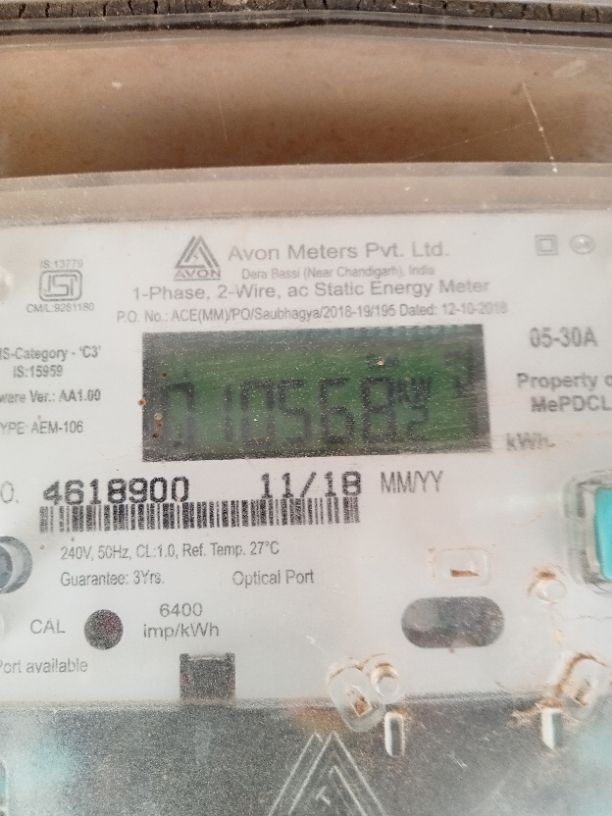 IS:13779
ISI
CM/L:9261180
AVON
Avon Meters Pvt. Ltd.
Dera Bassi (Near Chandigarh), India
1-Phase, 2-Wire, ac Static Energy Meter
P.O. No.: ACE(MM)/PO/Saubhagya/2018-19/195 Dated: 12-10-2018
IS-Category - 'C3'
IS:15959
ware Ver.: AA1.00
YPE: AEM-106
010568
05-30A
Property o
MePDCL
kWh
O. 4618900 11/18 MM/YY
240V, 50Hz, CL:1.0, Ref. Temp. 27°C
Guarantee: 3Yrs. Optical Port
CAL
6400
imp/kWh
Port available